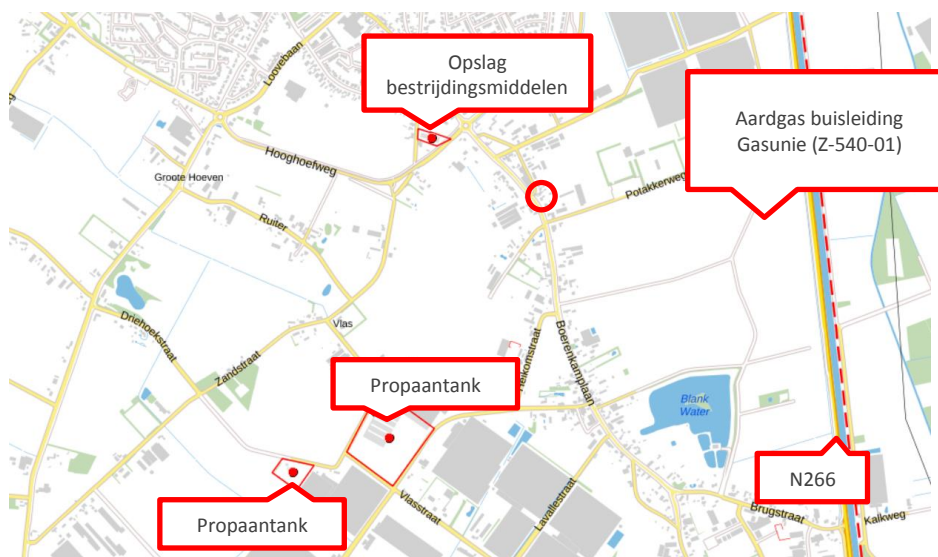 Opslag
bestrijdingsmiddelen
Aardgas buisleiding
Gasunie (Z-540-01)
Loovebaan
Hooghoefweg
Groote Hoeven
Ruiter
Potakkerweg
Driehoekstraat
Vlas
Zandstraat
Heikomstraat
Boerenkamplaan
Propaantank
Blank
Water
N266
Vlasstraat
Lavallestraat
Brugstraat
Kalkweg
Propaantank